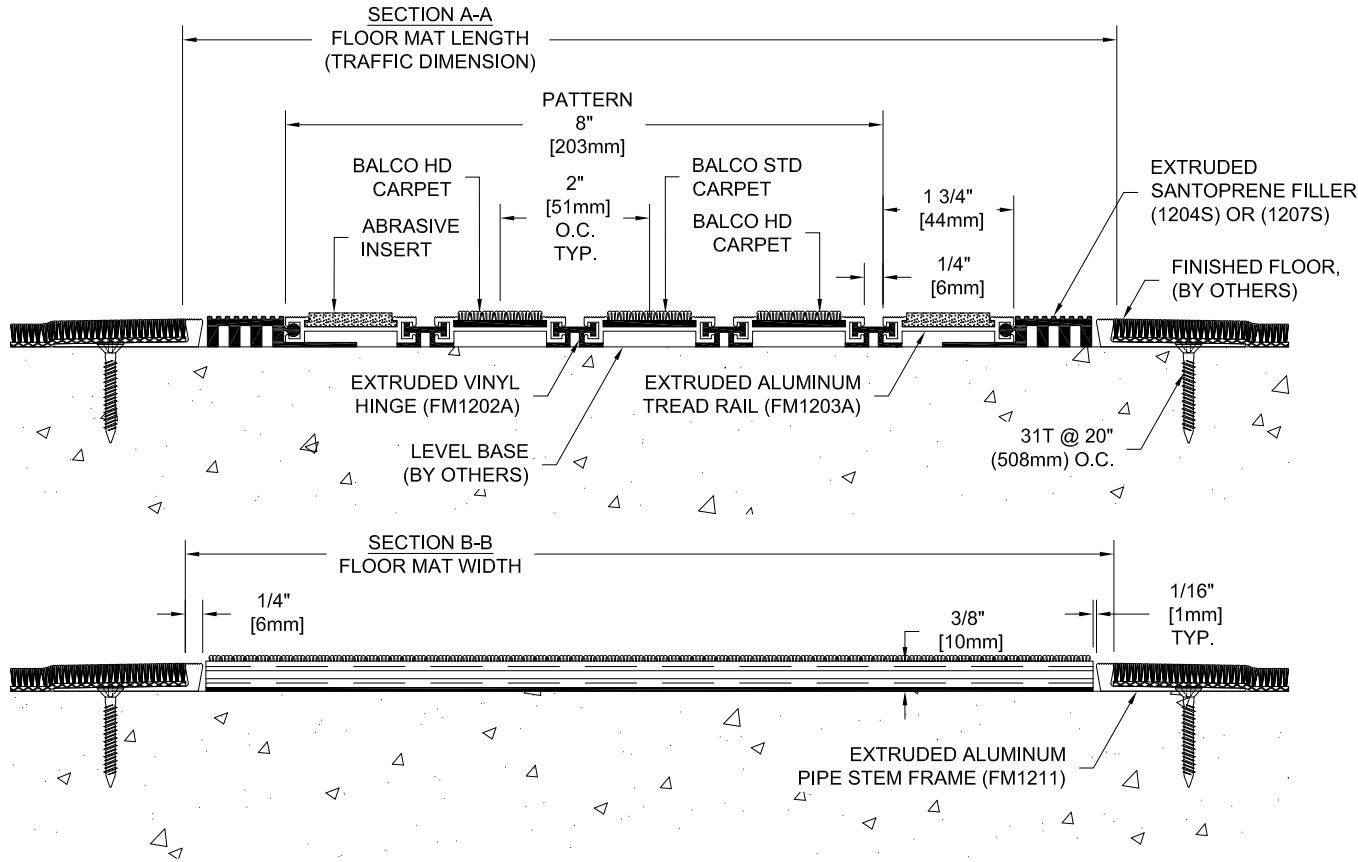 SECTION A-A
FLOOR MAT LENGTH
(TRAFFIC DIMENSION)
PATTERN
8"
[203mm]
BALCO HD
CARPET
2"
[51mm]
O.C.
TYP.
BALCO STD
CARPET
1 3/4"
[44mm]
EXTRUDED
SANTOPRENE FILLER
(1204S) OR (1207S)
ABRASIVE
INSERT
BALCO HD
CARPET
1/4"
[6mm]
FINISHED FLOOR,
(BY OTHERS)
EXTRUDED VINYL
HINGE (FM1202A)
EXTRUDED ALUMINUM
TREAD RAIL (FM1203A)
LEVEL BASE
(BY OTHERS)
31T @ 20"
(508mm) O.C.
SECTION B-B
FLOOR MAT WIDTH
1/4"
[6mm]
3/8"
[10mm]
1/16"
[1mm]
TYP.
EXTRUDED ALUMINUM
PIPE STEM FRAME (FM1211)